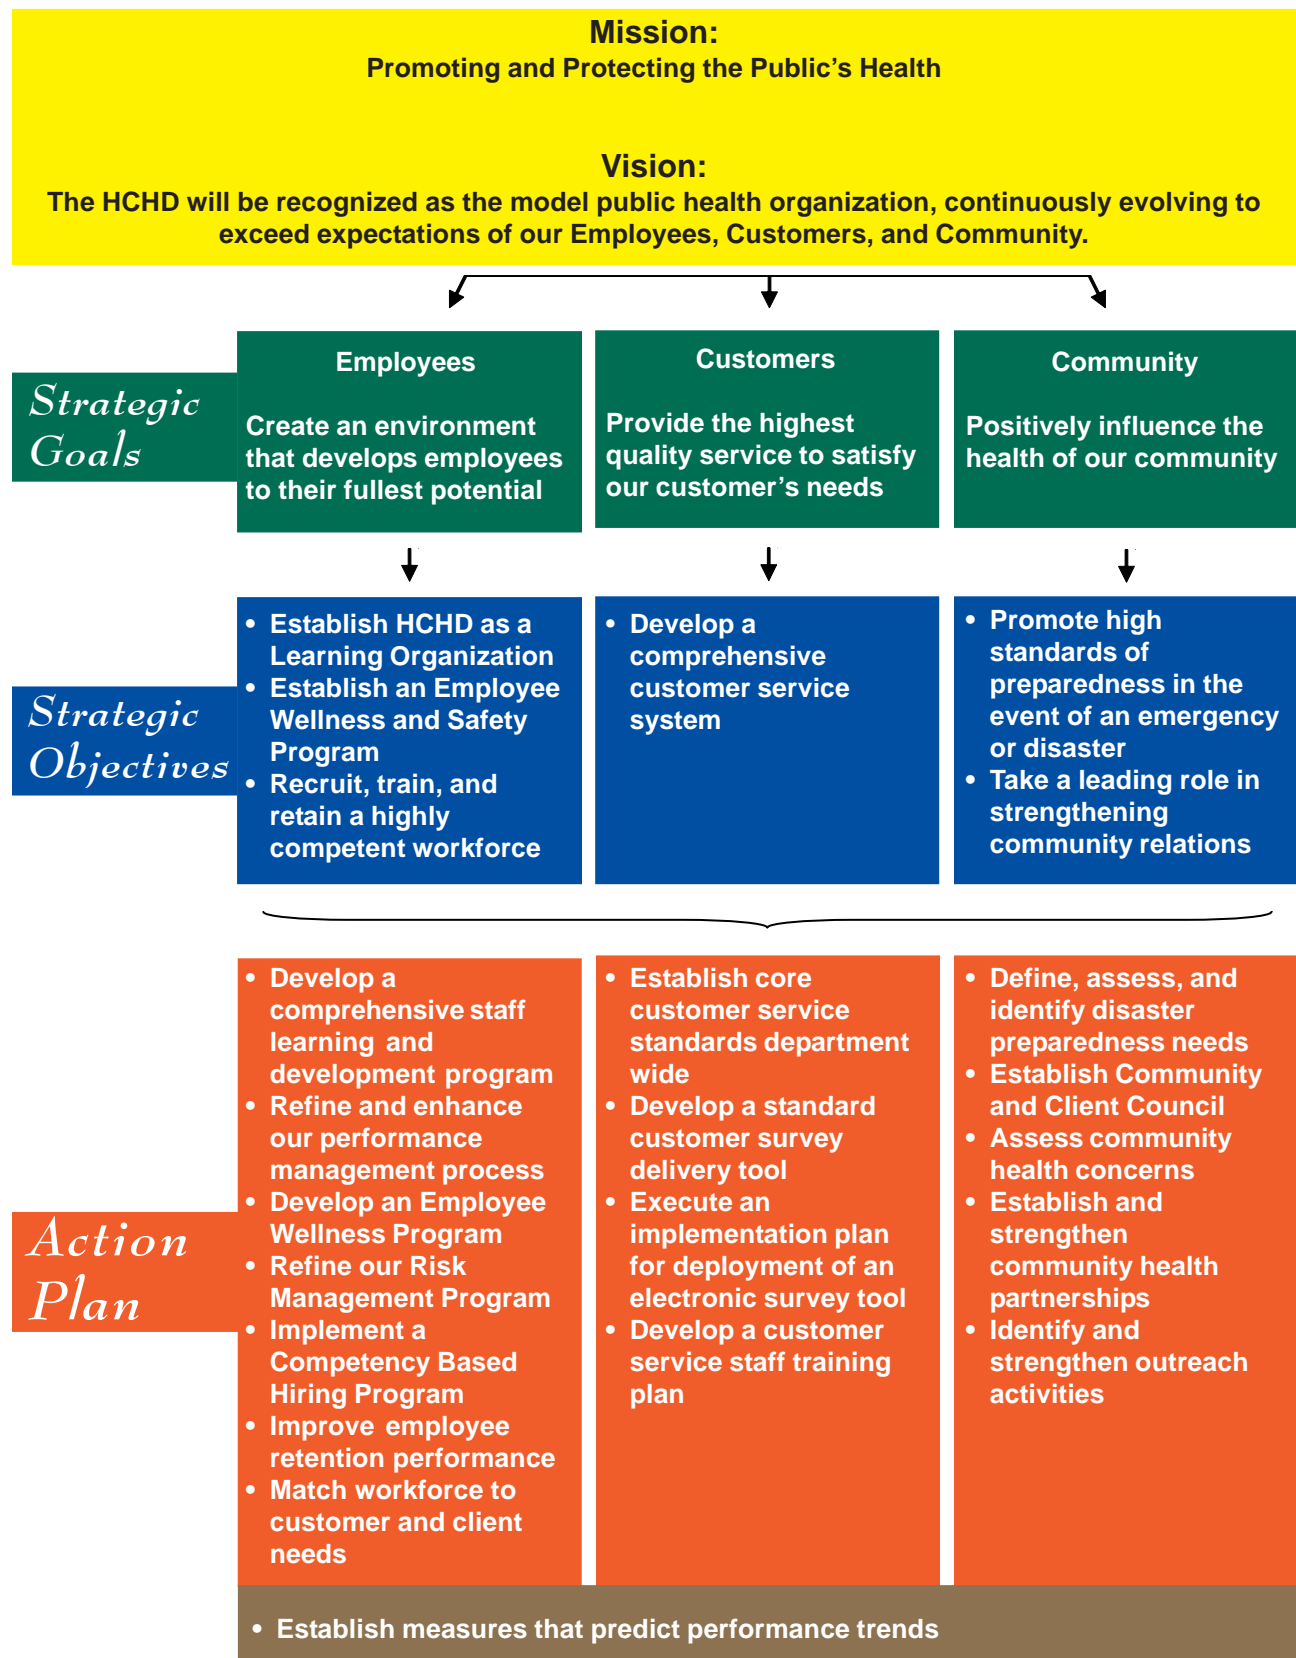 Mission:
Promoting and Protecting the Public's Health
Vision:
The HCHD will be recognized as the model public health organization, continuously evolving to
exceed expectations of our Employees, Customers, and Community.
Strategic
Goals
Employees
Create an environment
that develops employees
to their fullest potential
Customers
Provide the highest
quality service to satisfy
our customer's needs
Community
Positively influence the
health of our community
Strategic
Objectives
• Establish HCHD as a
Learning Organization
• Establish an Employee
Wellness and Safety
Program
• Recruit, train, and
retain a highly
competent workforce
• Develop a
comprehensive
customer service
system
• Promote high
standards of
preparedness in the
event of an emergency
or disaster
• Take a leading role in
strengthening
community relations
Action
Plan
• Develop a
comprehensive staff
learning and
development program
• Refine and enhance
our performance
management process
• Develop an Employee
Wellness Program
• Refine our Risk
Management Program
• Implement a
Competency Based
Hiring Program
• Improve employee
retention performance
• Match workforce to
customer and client
needs
• Establish core
customer service
standards department
wide
• Develop a standard
customer survey
delivery tool
• Execute an
implementation plan
for deployment of an
electronic survey tool
• Develop a customer
service staff training
plan
• Define, assess, and
identify disaster
preparedness needs
• Establish Community
and Client Council
• Assess community
health concerns
• Establish and
strengthen
community health
partnerships
• Identify and
strengthen outreach
activities
• Establish measures that predict performance trends